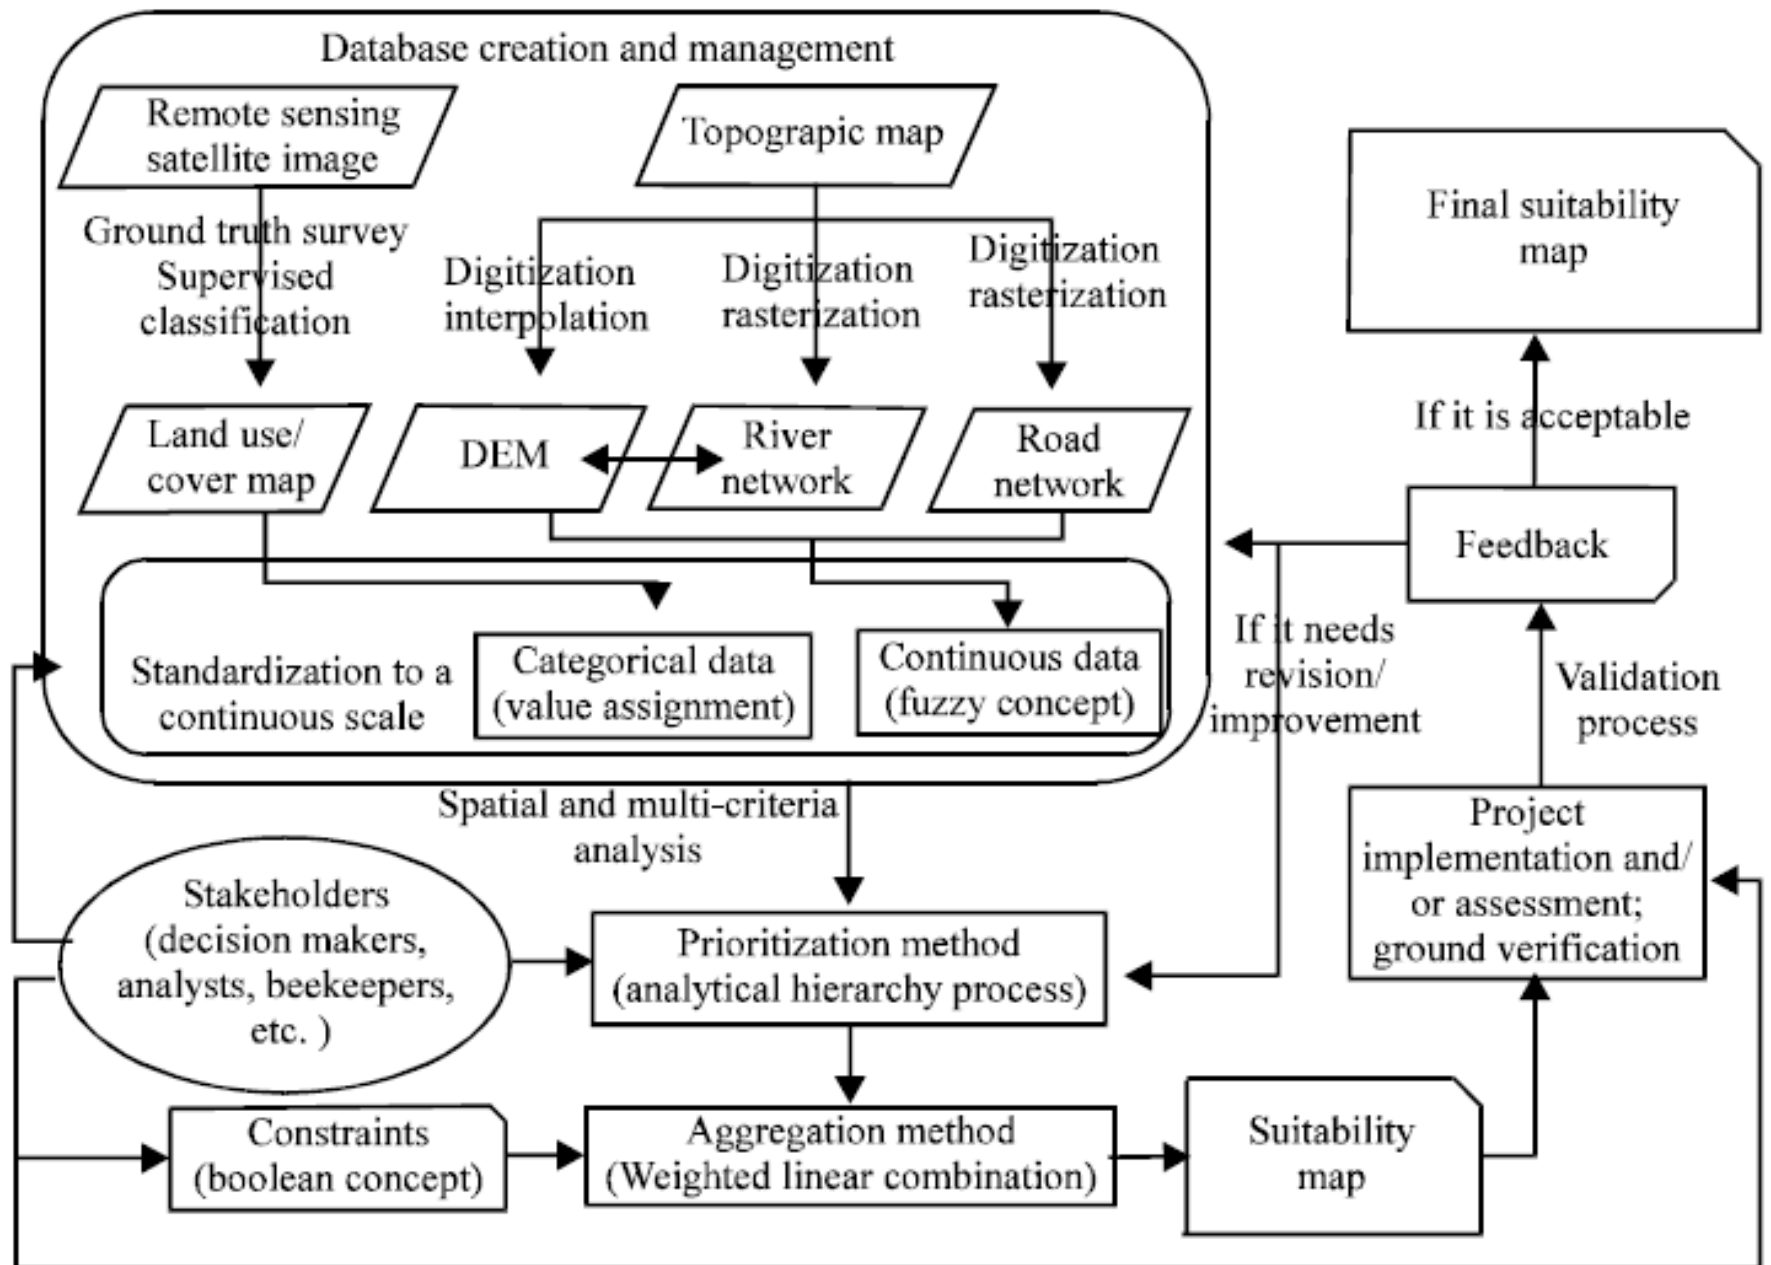 Database creation and management
Remote sensing
satellite image
Topograpic map
Ground truth survey
Supervised
classification
Digitization
interpolation
Digitization
rasterization
Digitization
rasterization
Land use/
cover map
DEM
River
network
Road
network
Standardization to a
continuous scale
Categorical data
(value assignment)
Continuous data
(fuzzy concept)
Spatial and multi-criteria
analysis
Stakeholders
(decision makers,
analysts, beekeepers,
etc. )
Prioritization method
(analytical hierarchy process)
Constraints
(boolean concept)
Aggregation method
(Weighted linear combination)
Suitability
map
Project
implementation and/
or assessment;
ground verification
Validation
process
Feedback
If it needs
revision/
improvement
If it is acceptable
Final suitability
map